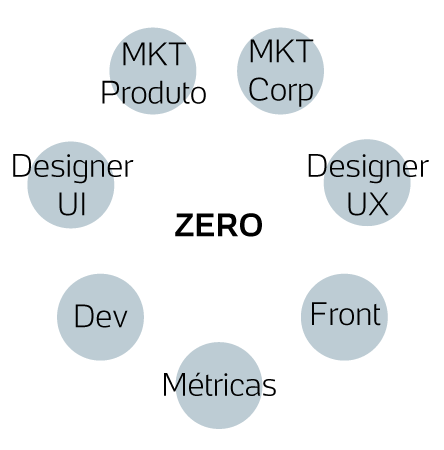 MKT
Produto
MKT
Corp
Designer
UI
Designer
UX
ZERO
Dev
Front
Métricas